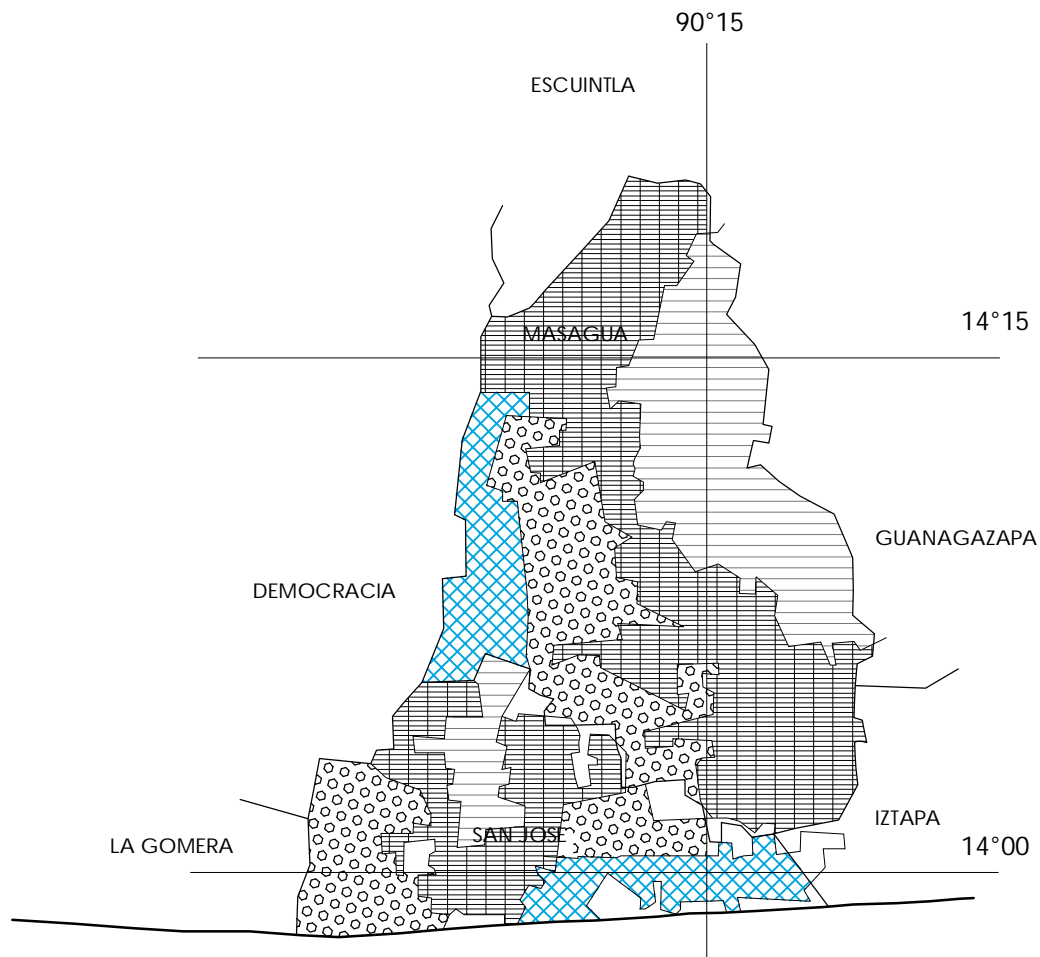 90°15
ESCUINTLA
14°15
MASAGUA
GUANAGAZAPA
DEMOCRACIA
IZTAPA
SAN JOSE
LA GOMERA
14°00